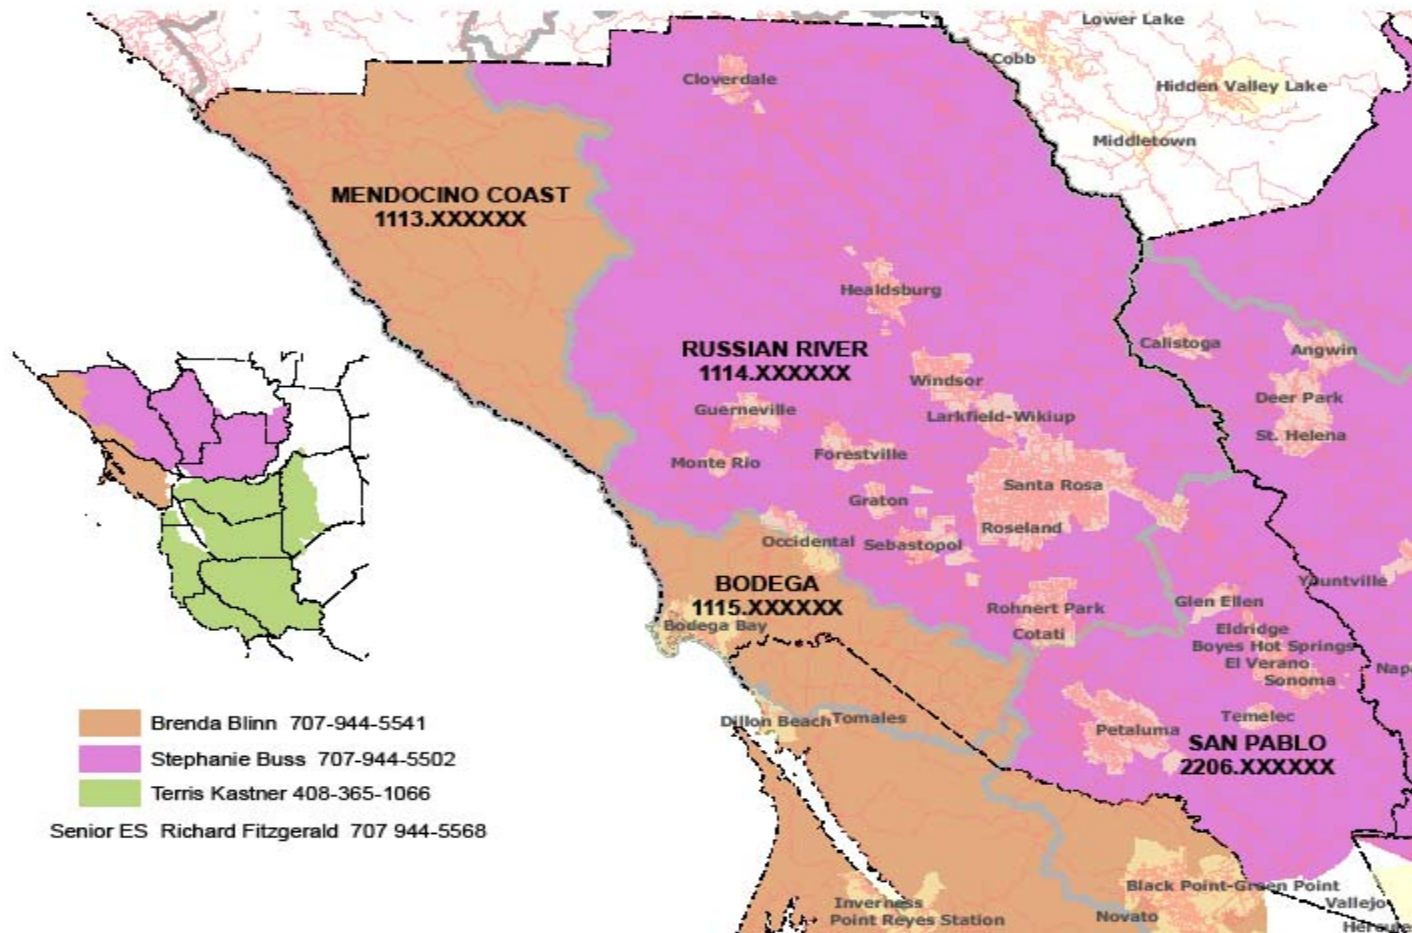 Lower Lake
Cobb
Cloverdale
Hidden Valley Lake
Middletown
MENDOCINO COAST
1113.XXXXXX
Healdsburg
RUSSIAN RIVER
1114.XXXXXX
Calistoga
Angwin
Windsor
Deer Park
Guerneville
Larkfield-Wikiup
St. Helena
Monte Rio
Forestville
Santa Rosa
Graton
Roseland
Occidental
Sebastopol
BODEGA
1115.XXXXXX
Yountville
Glen Ellen
Rohnert Park
Bodega Bay
Cotati
Eldridge
Boyes Hot Springs
El Verano
Sonoma
Dillon Beach
Tomales
Petaluma
Temelec
SAN PABLO
2206.XXXXXX
Brenda Blinn 707-944-5541
Stephanie Buss 707-944-5502
Terris Kastner 408-365-1066
Senior ES Richard Fitzgerald 707 944-5568
Black Point-Green Point
Inverness
Vallejo
Point Reyes Station
Novato